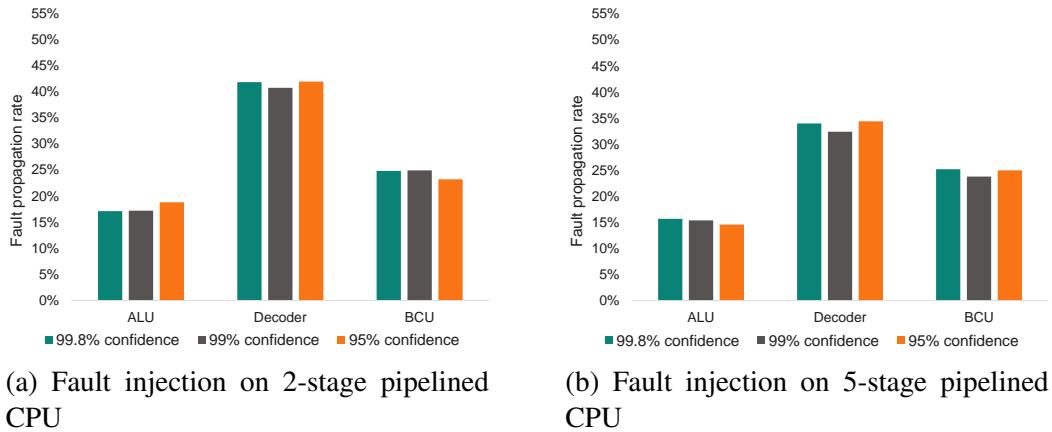 55%
50%
45%
40%
35%
30%
25%
20%
15%
10%
5%
0%
Fault propagation rate
ALU Decoder BCU
99.8% confidence 99% confidence 95% confidence
(a) Fault injection on 2-stage pipelined
CPU
55%
50%
45%
40%
35%
30%
25%
20%
15%
10%
5%
0%
Fault propagation rate
ALU Decoder BCU
99.8% confidence 99% confidence 95% confidence
(b) Fault injection on 5-stage pipelined
CPU